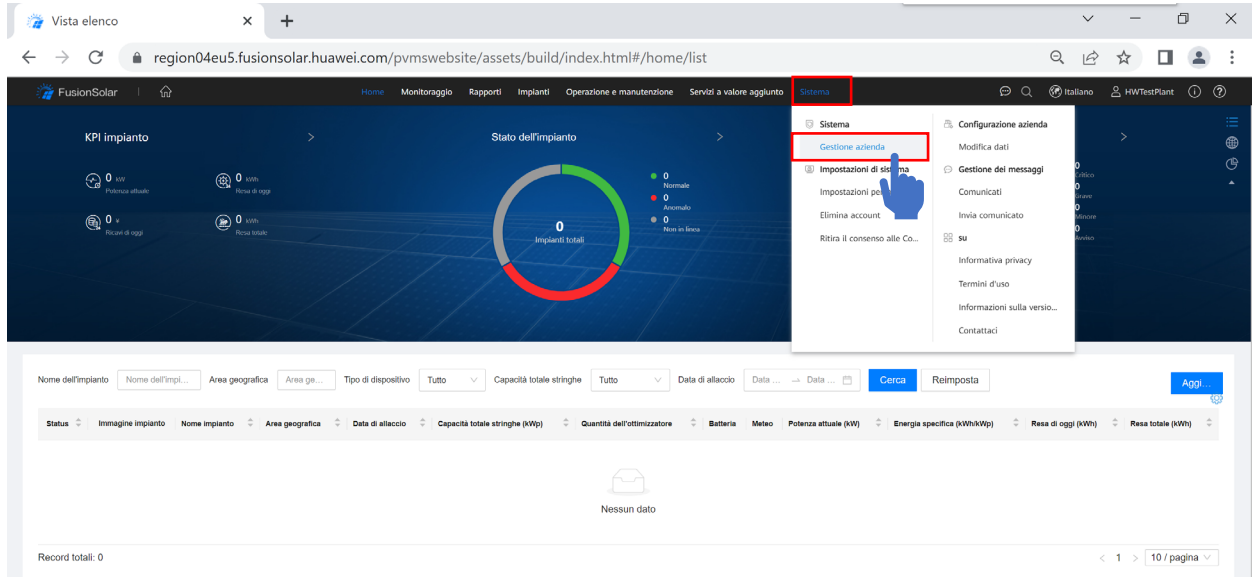 Vista elenco
region04eu5.fusionsolar.huawei.com/pvmswebsite/assets/build/index.html#/home/list
FusionSolar Home Monitoraggio Rapporti Impianti Operazione e manutenzione Servizi a valore aggiunto Sistema Italiano HWTestPlant
KPI impianto
0 kW
Potenza attuale
0 kWh
Resa di oggi
0 ¥
Ricavi di oggi
0 kWh
Resa totale
Stato dell'impianto
0
Impianti totali
0
Normale
0
Anomalo
0
Non in linea
Sistema
Gestione azienda
Impostazioni di sistema
Impostazioni pe
Elimina account
Ritira il consenso alle Co...
Configurazione azienda
Modifica dati
Gestione dei messaggi
Comunicati
Invia comunicato
su
Informativa privacy
Termini d'uso
Informazioni sulla versio...
Contattaci
0
Critico
0
Grave
0
Minore
0
Avviso
Nome dell'impianto Nome dell'impi... Area geografica Area ge... Tipo di dispositivo Tutto Capacità totale stringhe Tutto Data di allaccio Data ... Data ... Cerca Reimposta
Aggi...
Status Immagine impianto Nome impianto Area geografica Data di allaccio Capacità totale stringhe (kWp) Quantità dell'ottimizzatore Batteria Meteo Potenza attuale (kW) Energia specifica (kWh/kWp) Resa di oggi (kWh) Resa totale (kWh)
Nessun dato
Record totali: 0 < 1 > 10 / pagina